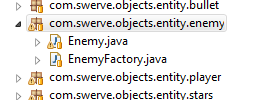 com.swerve.objects.entity.bullet
com.swerve.objects.entity.enemy
Enemy.java
EnemyFactory.java
com.swerve.objects.entity.player
com.swerve.objects.entity.stars